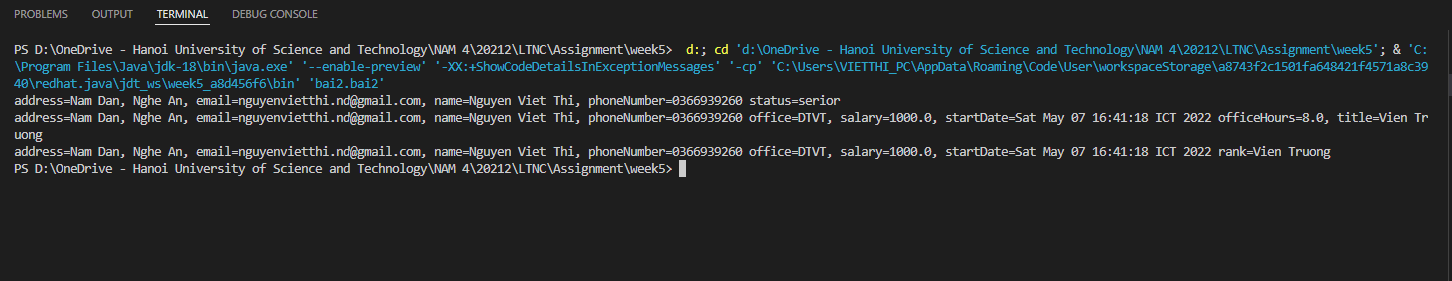 PROBLEMS OUTPUT TERMINAL DEBUG CONSOLE
PS D:\OneDrive - Hanoi University of Science and Technology\NAM 4\20212\LTNC\Assignment\week5>  d:; cd 'd:\OneDrive - Hanoi University of Science and Technology\NAM 4\20212\LTNC\Assignment\week5'; & 'C:
\Program Files\Java\jdk-18\bin\java.exe' '--enable-preview' '-XX:+ShowCodeDetailsInExceptionMessages' '-cp' 'C:\Users\VIETTHI_PC\AppData\Roaming\Code\User\workspaceStorage\a8743f2c1501fa648421f4571a8c39
40\redhat.java\jdt_ws\week5_a8d456f6\bin' 'bai2.bai2'
address=Nam Dan, Nghe An, email=nguyenvietthi.nd@gmail.com, name=Nguyen Viet Thi, phoneNumber=0366939260 status=serior
address=Nam Dan, Nghe An, email=nguyenvietthi.nd@gmail.com, name=Nguyen Viet Thi, phoneNumber=0366939260 office=DTVT, salary=1000.0, startDate=Sat May 07 16:41:18 ICT 2022 officeHours=8.0, title=Vien Tr
uong
address=Nam Dan, Nghe An, email=nguyenvietthi.nd@gmail.com, name=Nguyen Viet Thi, phoneNumber=0366939260 office=DTVT, salary=1000.0, startDate=Sat May 07 16:41:18 ICT 2022 rank=Vien Truong
PS D:\OneDrive - Hanoi University of Science and Technology\NAM 4\20212\LTNC\Assignment\week5>